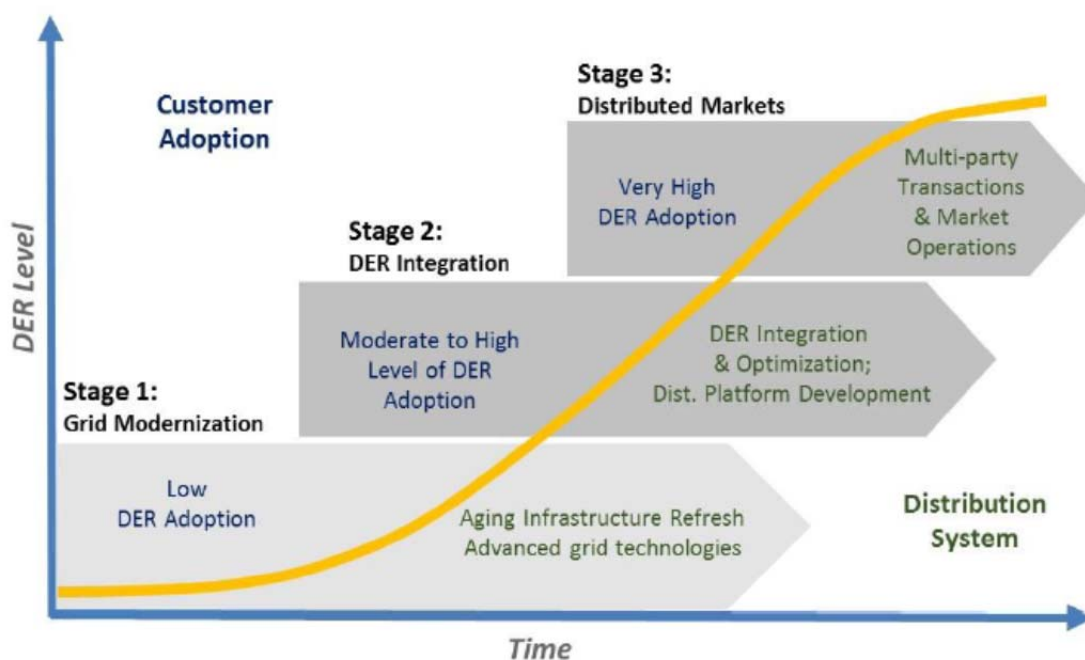 Customer
Adoption
Stage 3:
Distributed Markets
Very High
DER Adoption
Multi-party
Transactions
& Market
Operations
Stage 2:
DER Integration
Moderate to High
Level of DER
Adoption
DER Integration
& Optimization;
Dist. Platform Development
Stage 1:
Grid Modernization
Low
DER Adoption
Aging Infrastructure Refresh
Advanced grid technologies
Distribution
System
DER Level
Time